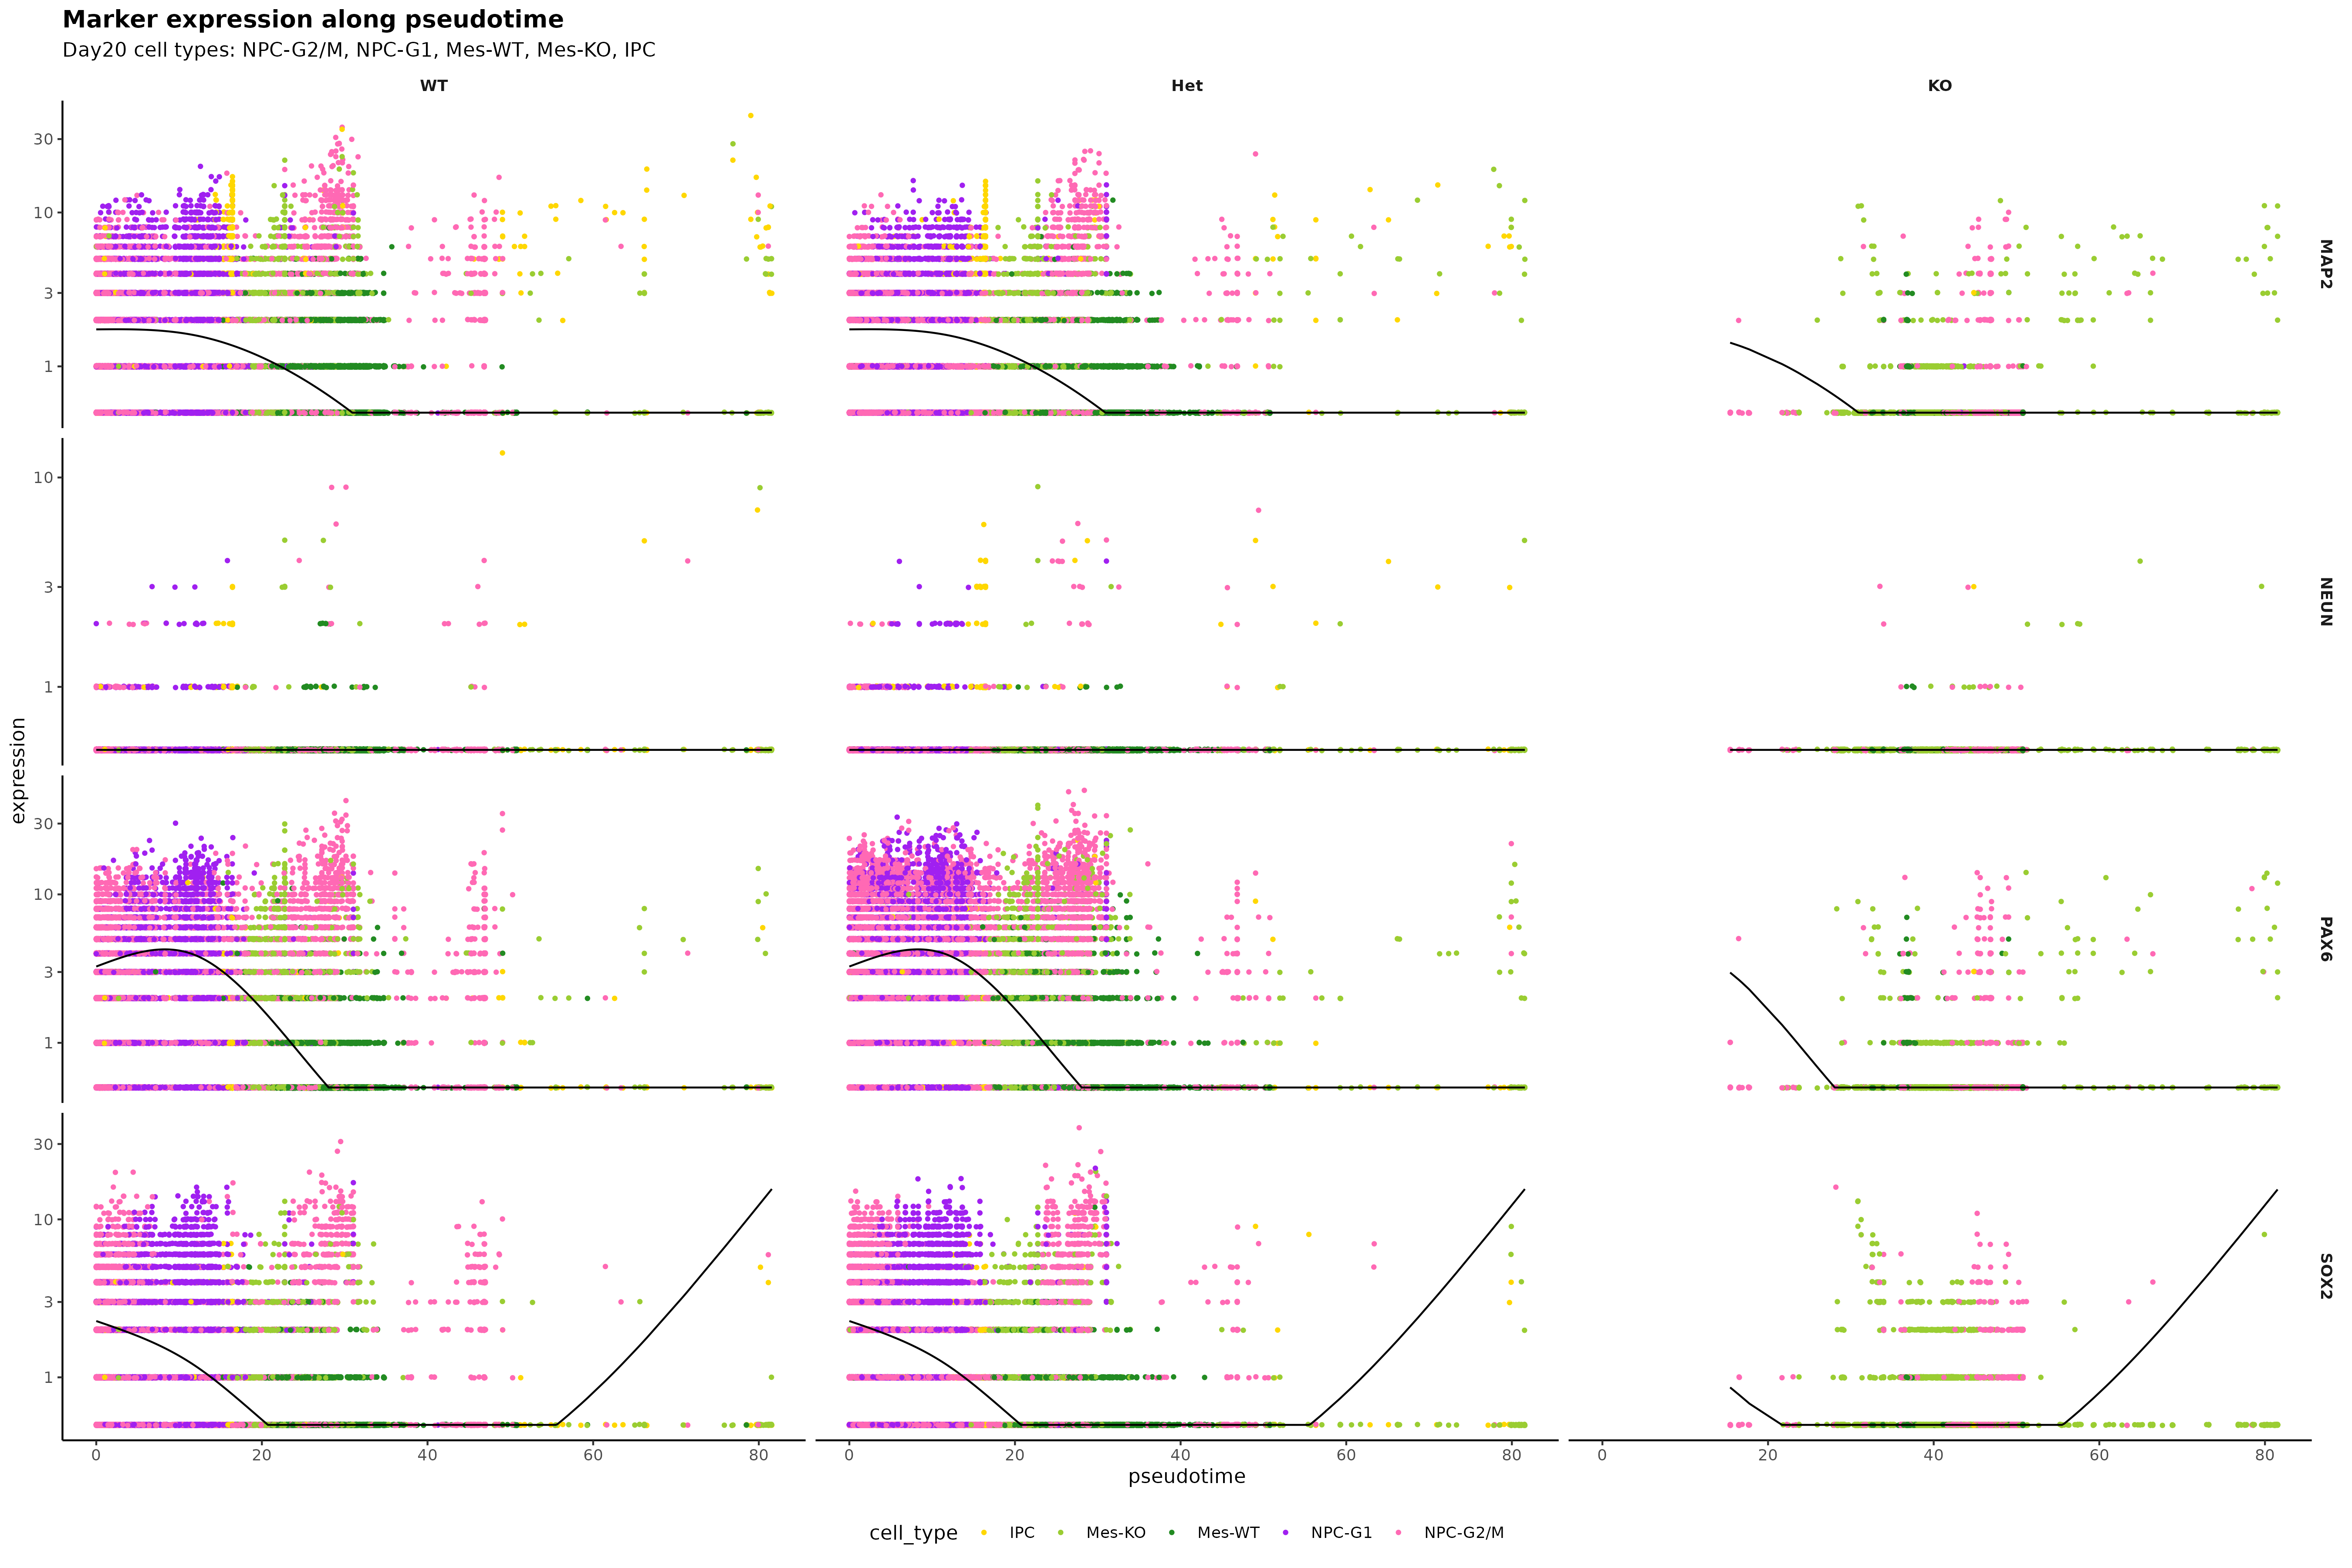 Marker expression along pseudotime
Day20 cell types: NPC-G2/M, NPC-G1, Mes-WT, Mes-KO, IPC
WT Het KO
30
10
3
1
MAP2
10
3
1
NEUN
expression
30
10
3
1
PAX6
30
10
3
1
SOX2
0 20 40 60 80 0 20 40 60 80 0 20 40 60 80
pseudotime
cell_type IPC Mes-KO Mes-WT NPC-G1 NPC-G2/M